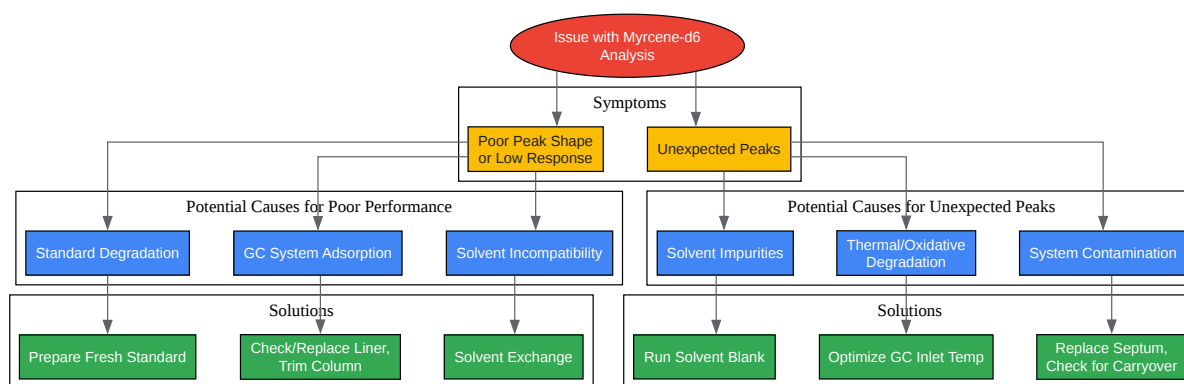 Issue with Myrcene-d6
Analysis
Symptoms
Poor Peak Shape
or Low Response
Unexpected Peaks
Potential Causes for Poor Performance
Standard Degradation
GC System Adsorption
Solvent Incompatibility
Potential Causes for Unexpected Peaks
Solvent Impurities
Thermal/Oxidative
Degradation
System Contamination
Solutions
Prepare Fresh Standard
Check/Replace Liner,
Trim Column
Solvent Exchange
Solutions
Run Solvent Blank
Optimize GC Inlet Temp
Replace Septum,
Check for Carryover